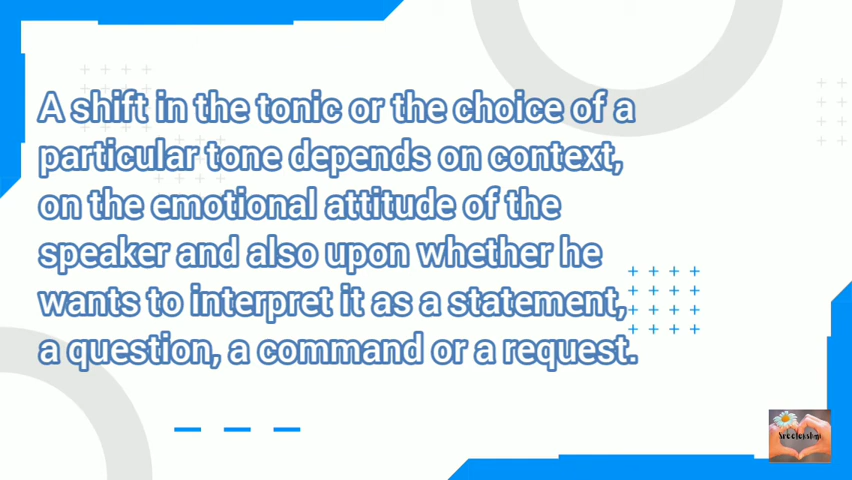 A shift in the tonic or the choice of a
particular tone depends on context,
on the emotional attitude of the
speaker and also upon whether he
wants to interpret it as a statement,
a question, a command or a request.